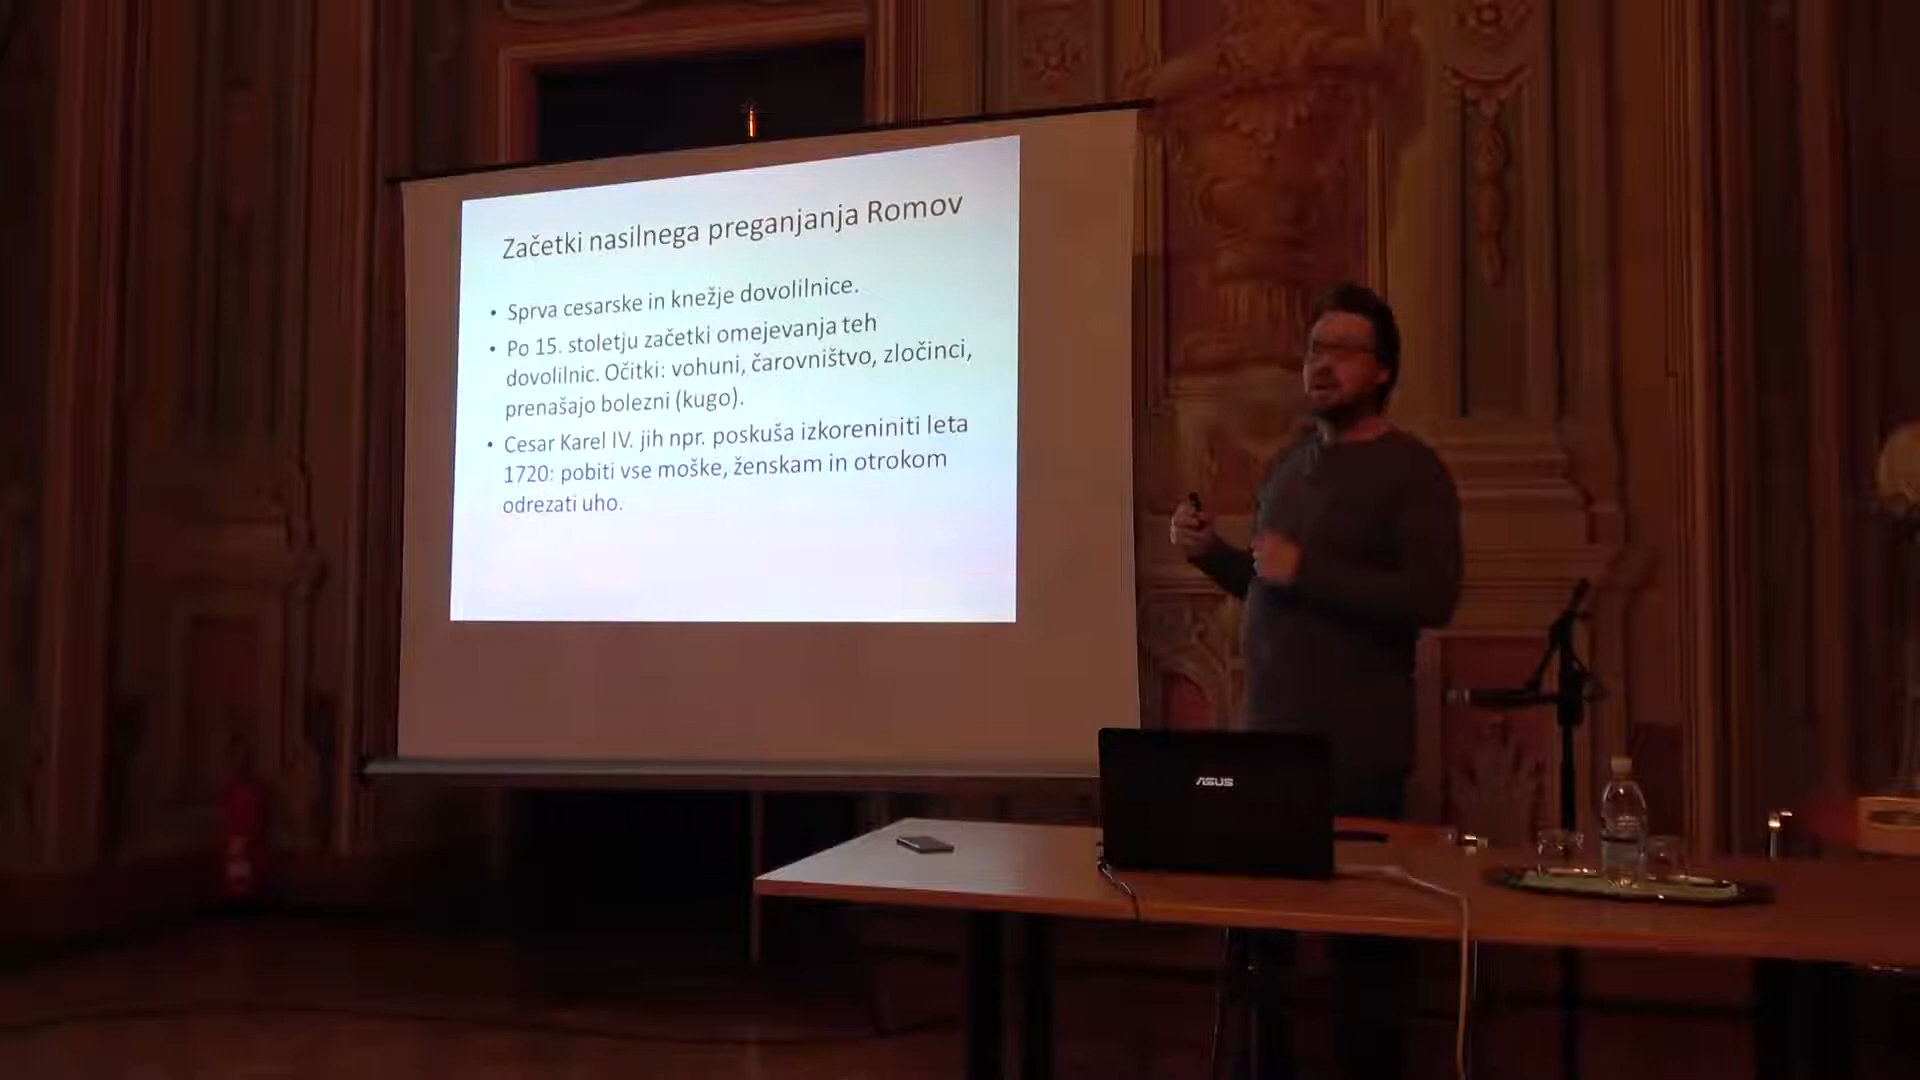 Začetki nasilnega preganjanja Romov
• Sprva cesarske in knežje dovolilnice.
• Po 15. stoletju začetki omejevanja teh
dovolilnic. Očitki: vohuni, čarovništvo, zločinci,
prenašajo bolezni (kugo).
• Cesar Karel IV. jih npr. poskuša izkoreniniti leta
1720: pobiti vse moške, ženskam in otrokom
odrezati uho.
ASUS